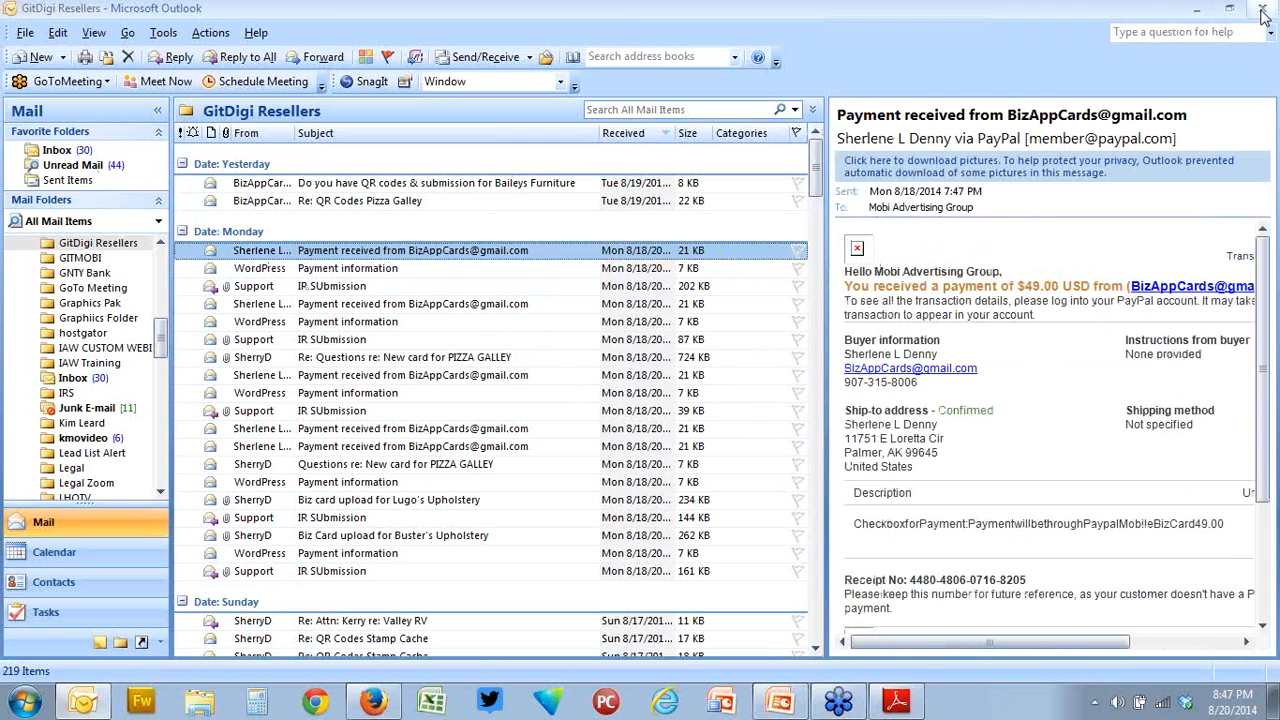 GitDigi Resellers - Microsoft Outlook
File Edit View Go Tools Actions Help
Type a question for help
New Reply Reply to All Forward Send/Receive Search address books
GoToMeeting Meet Now Schedule Meeting SnagIt Window
Mail
Favorite Folders
Inbox (30)
Unread Mail (44)
Sent Items
Mail Folders
All Mail Items
GitDigi Resellers
GITMOBI
GNTY Bank
GoTo Meeting
Graphics Pak
Graphics Folder
hostgator
IAW CUSTOM WEBI
IAW Training
Inbox (30)
IRS
Junk E-mail [11]
Kim Leard
kmovideo (6)
Lead List Alert
Legal
Legal Zoom
LHOTV
Mail
Calendar
Contacts
Tasks
219 Items
GitDigi Resellers
Search All Mail Items
From Subject Received Size Categories
Date: Yesterday
BizAppCar... Do you have QR codes & submission for Baileys Furniture Tue 8/19/201... 8 KB
BizAppCar... Re: QR Codes Pizza Galley Tue 8/19/201... 22 KB
Date: Monday
Sherlene L... Payment received from BizAppCards@gmail.com Mon 8/18/20... 21 KB
WordPress Payment information Mon 8/18/20... 7 KB
Support IR SUbmission Mon 8/18/20... 202 KB
Sherlene L... Payment received from BizAppCards@gmail.com Mon 8/18/20... 21 KB
WordPress Payment information Mon 8/18/20... 7 KB
Support IR SUbmission Mon 8/18/20... 87 KB
SherryD Re: Questions re: New card for PIZZA GALLEY Mon 8/18/20... 724 KB
Sherlene L... Payment received from BizAppCards@gmail.com Mon 8/18/20... 21 KB
WordPress Payment information Mon 8/18/20... 7 KB
Support IR SUbmission Mon 8/18/20... 39 KB
Sherlene L... Payment received from BizAppCards@gmail.com Mon 8/18/20... 21 KB
Sherlene L... Payment received from BizAppCards@gmail.com Mon 8/18/20... 21 KB
SherryD Questions re: New card for PIZZA GALLEY Mon 8/18/20... 7 KB
WordPress Payment information Mon 8/18/20... 7 KB
SherryD Biz card upload for Lugo's Upholstery Mon 8/18/20... 234 KB
Support IR SUbmission Mon 8/18/20... 144 KB
SherryD Biz Card upload for Buster's Upholstery Mon 8/18/20... 262 KB
WordPress Payment information Mon 8/18/20... 7 KB
Support IR SUbmission Mon 8/18/20... 161 KB
Date: Sunday
SherryD Re: Attn: Kerry re: Valley RV Sun 8/17/201... 11 KB
SherryD Re: QR Codes Stamp Cache Sun 8/17/201... 7 KB
SherryD Re: QR Codes Stamp Cache Sun 8/17/201... 18 KB
Payment received from BizAppCards@gmail.com
Sherlene L Denny via PayPal [member@paypal.com]
Click here to download pictures. To help protect your privacy, Outlook prevented
automatic download of some pictures in this message.
Sent: Mon 8/18/2014 7:47 PM
To: Mobi Advertising Group
Trans
Hello Mobi Advertising Group,
You received a payment of $49.00 USD from (BizAppCards@gma
To see all the transaction details, please log into your PayPal account. It may take
transaction to appear in your account.
Buyer information
Sherlene L Denny
BizAppCards@gmail.com
907-315-8006
Instructions from buyer
None provided
Ship-to address - Confirmed
Sherlene L Denny
11751 E Loretta Cir
Palmer, AK 99645
United States
Shipping method
Not specified
Description
CheckboxforPayment:PaymentwillbethroughPaypalMobileBizCard49.00
Receipt No: 4480-4806-0716-8205
Please keep this number for future reference, as your customer doesn't have a P
payment.
Fw
PC
8:47 PM
8/20/2014